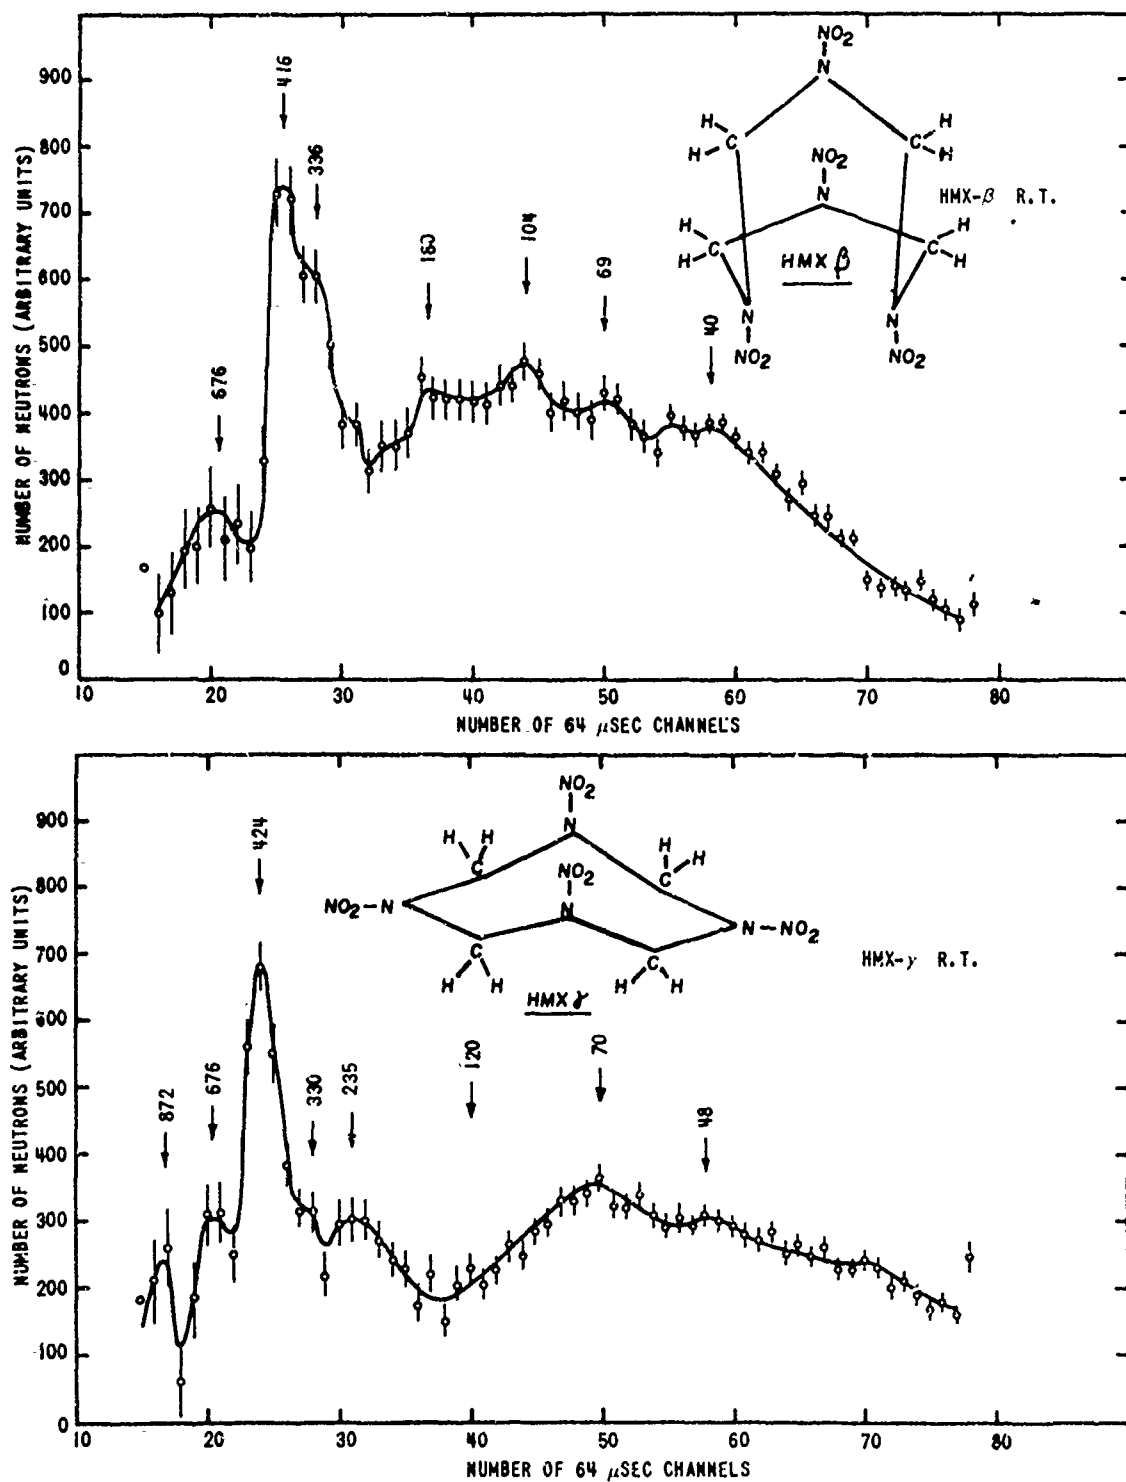 NUMBER OF NEUTRONS (ARBITRARY UNITS)
900
800
700
600
500
400
300
200
100
0
676
416
336
180
104
69
40
NO2
N
H
H
C
C
H
H
NO2
N
HMX-β R.T.
H
H
C
C
H
H
HMX β
N
NO2
N
NO2
10
20
30
40
50
60
70
80
NUMBER OF 64 μSEC CHANNELS
NUMBER OF NEUTRONS (ARBITRARY UNITS)
900
800
700
600
500
400
300
200
100
0
872
676
424
330
235
120
70
48
NO2
N
H H
C
H
H
C
NO2
N
NO2-N
N-NO2
C
H H
C
H H
HMX-γ R.T.
HMX γ
10
20
30
40
50
60
70
80
NUMBER OF 64 μSEC CHANNELS